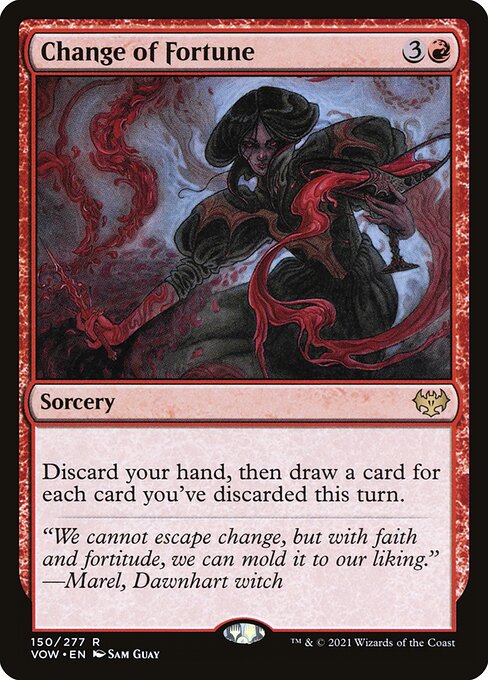 Change of Fortune 3
Sorcery
Discard your hand, then draw a card for
each card you’ve discarded this turn.
“We cannot escape change, but with faith
and fortitude, we can mold it to our liking.”
—Marel, Dawnhart witch
150/277 R
VOW • EN Sam Guay
™ & © 2021 Wizards of the Coast